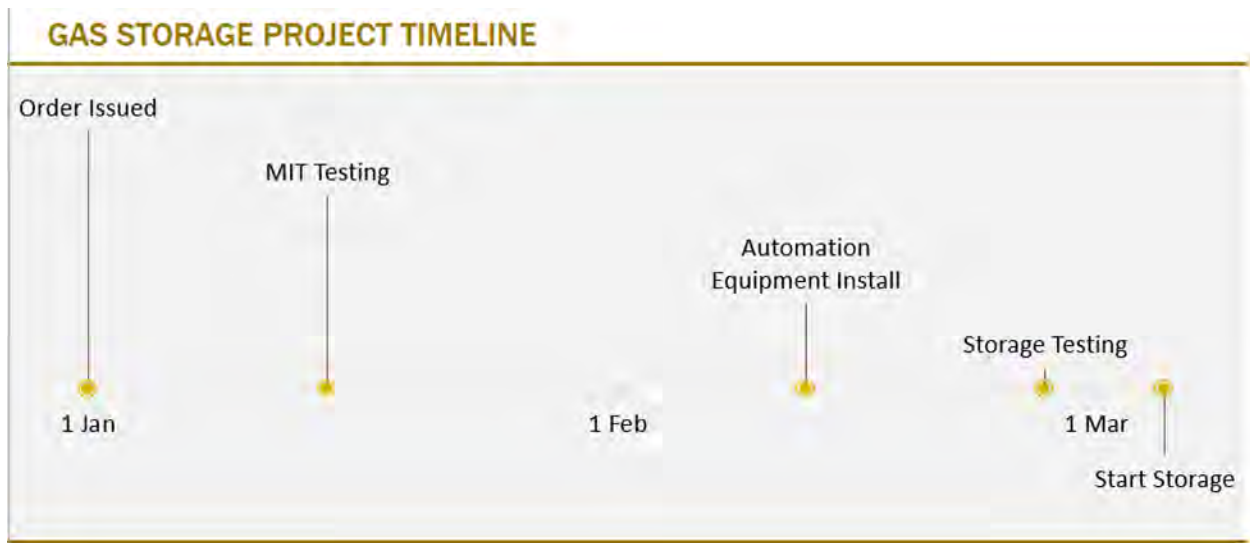 GAS STORAGE PROJECT TIMELINE
Order Issued
MIT Testing
Automation
Equipment Install
Storage Testing
1 Jan
1 Feb
1 Mar
Start Storage